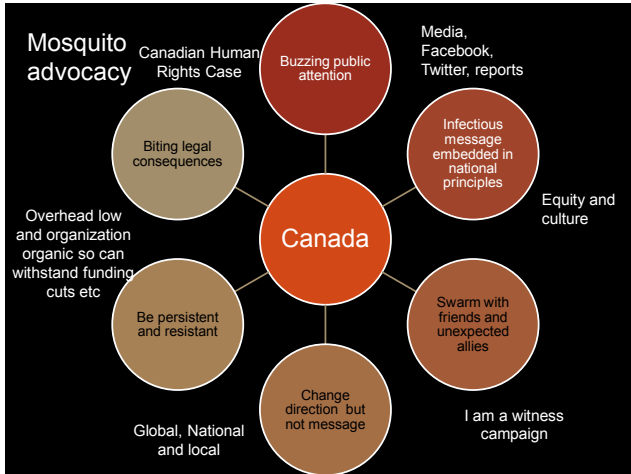 Mosquito
advocacy
Canadian Human
Rights Case
Buzzing public
attention
Media,
Facebook,
Twitter, reports
Biting legal
consequences
Infectious
message
embedded in
national
principles
Equity and
culture
Overhead low
and organization
organic so can
withstand funding
cuts etc
Canada
Be persistent
and resistant
Swarm with
friends and
unexpected
allies
Change
direction but
not message
Global, National
and local
I am a witness
campaign